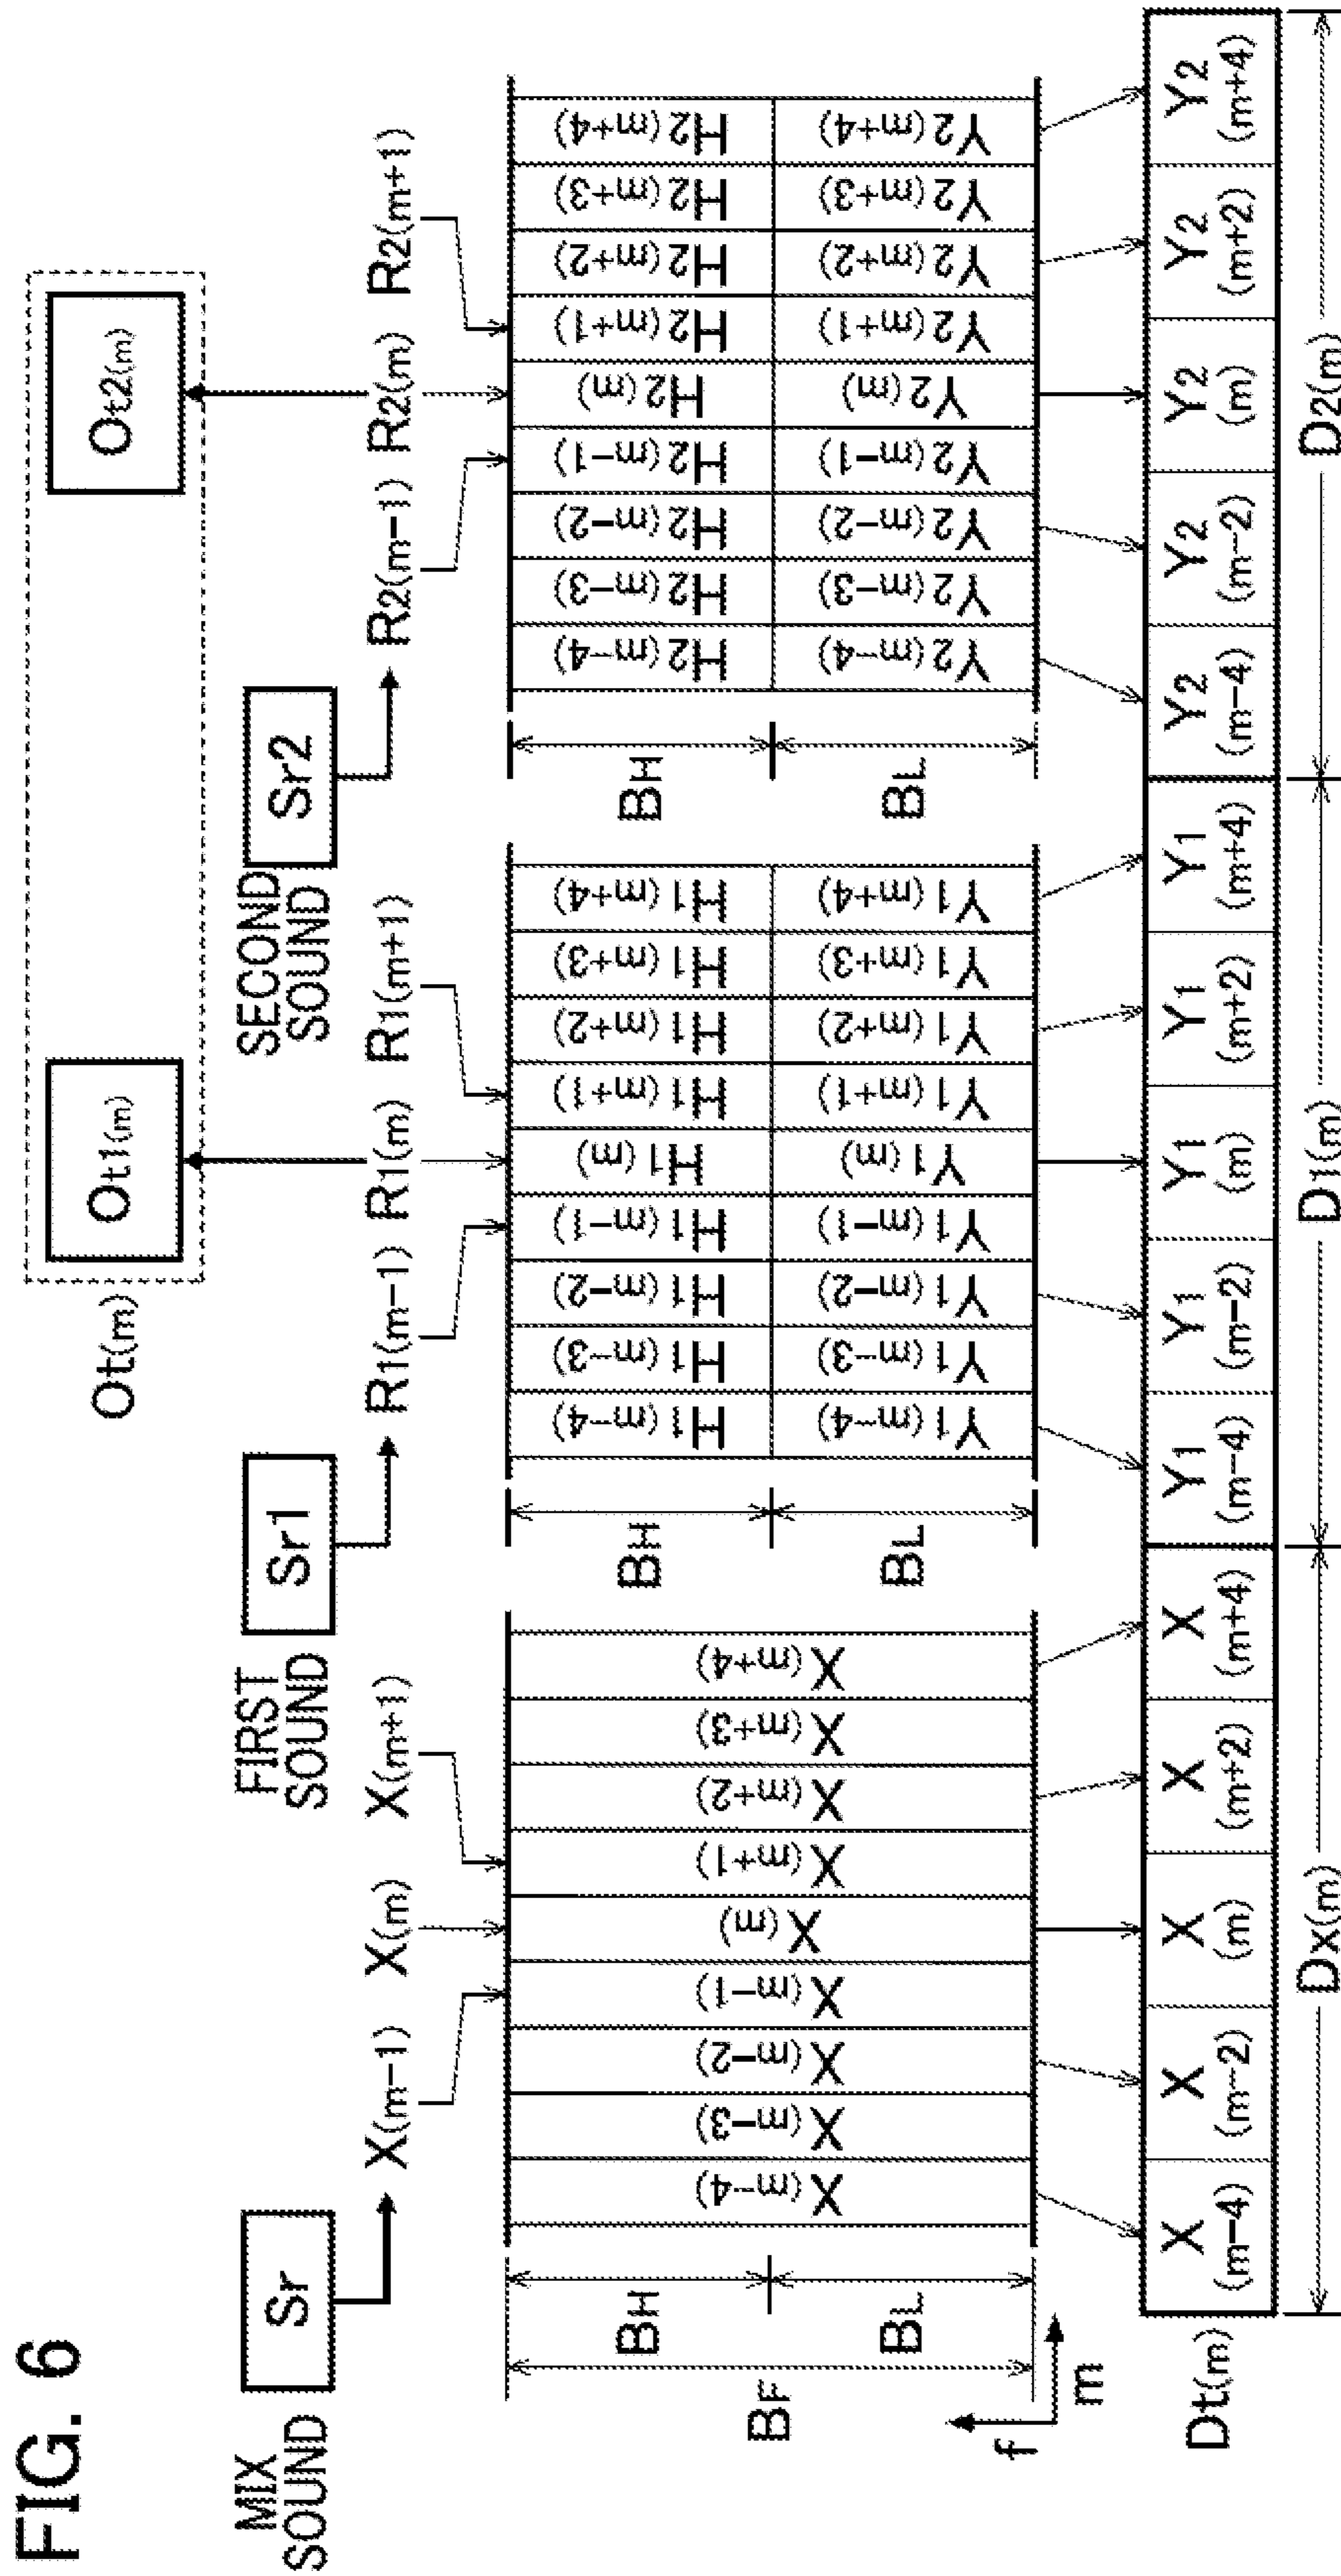 FIG. 6
Ot(m)
Ot1(m)
Ot2(m)
MIX
SOUND
Sr
FIRST
SOUND
Sr1
SECOND
SOUND
Sr2
X(m-1) X(m) X(m+1)
R1(m-1) R1(m) R1(m+1)
R2(m-1) R2(m) R2(m+1)
BF
BH
BL
X(m-4)
X(m-3)
X(m-2)
X(m-1)
X(m)
X(m+1)
X(m+2)
X(m+3)
X(m+4)
BH
BL
H1(m-4)
H1(m-3)
H1(m-2)
H1(m-1)
H1(m)
H1(m+1)
H1(m+2)
H1(m+3)
H1(m+4)
Y1(m-4)
Y1(m-3)
Y1(m-2)
Y1(m-1)
Y1(m)
Y1(m+1)
Y1(m+2)
Y1(m+3)
Y1(m+4)
BH
BL
H2(m-4)
H2(m-3)
H2(m-2)
H2(m-1)
H2(m)
H2(m+1)
H2(m+2)
H2(m+3)
H2(m+4)
Y2(m-4)
Y2(m-3)
Y2(m-2)
Y2(m-1)
Y2(m)
Y2(m+1)
Y2(m+2)
Y2(m+3)
Y2(m+4)
f
m
Dt(m)
X
(m-4)
X
(m-2)
X
(m)
X
(m+2)
X
(m+4)
Y1
(m-4)
Y1
(m-2)
Y1
(m)
Y1
(m+2)
Y1
(m+4)
Y2
(m-4)
Y2
(m-2)
Y2
(m)
Y2
(m+2)
Y2
(m+4)
DX(m)
D1(m)
D2(m)